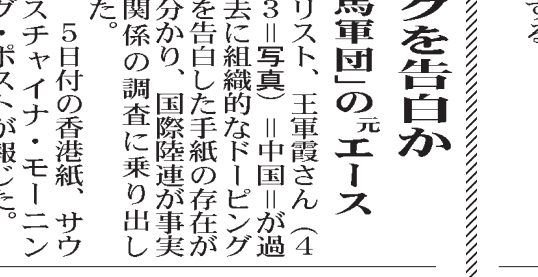 する
グを告白か
馬軍団」の元エース
リスト、王軍霞さん（４
３＝写真）＝中国＝が過
去に組織的なドーピング
を告白した手紙の存在が
分かり、国際陸連が事実
関係の調査に乗り出し
た。
５日付の香港紙、サウ
スチャイナ・モーニン
グ・ポストが報じた。